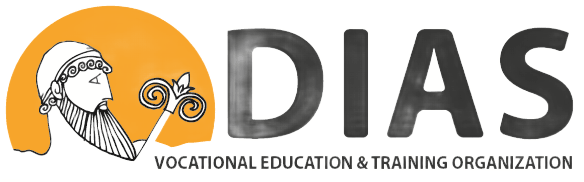 DIAS
VOCATIONAL EDUCATION & TRAINING ORGANIZATION